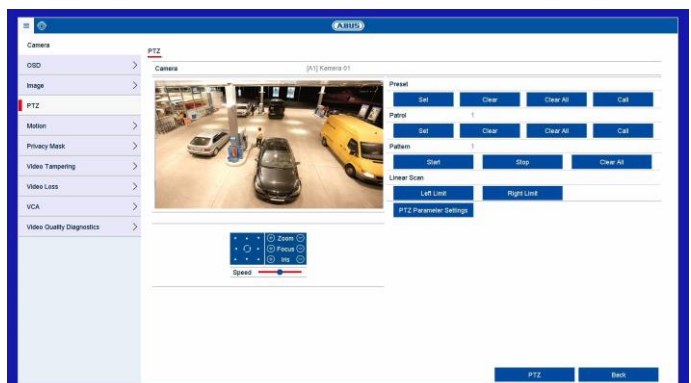 ABUS
Camera
OSD
Image
PTZ
Motion
Privacy Mask
Video Tampering
Video Loss
VCA
Video Quality Diagnostics
PTZ
Camera [A1] Kamera 01
Preset
Set Clear Clear All Call
Patrol 1
Set Clear Clear All Call
Pattern 1
Start Stop Clear All
Linear Scan
Left Limit Right Limit
PTZ Parameter Settings
Zoom
Focus
Iris
Speed
PTZ Back